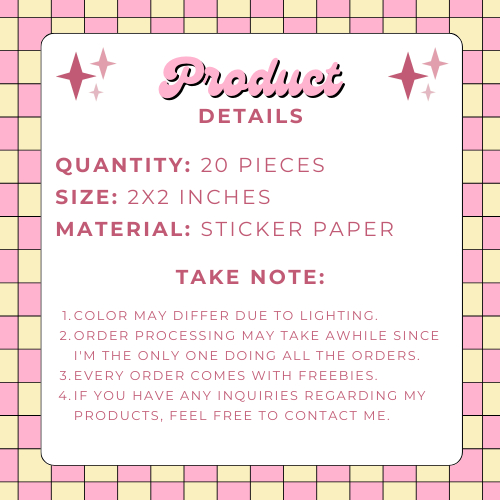 Product
DETAILS
QUANTITY: 20 PIECES
SIZE: 2X2 INCHES
MATERIAL: STICKER PAPER
TAKE NOTE:
1. COLOR MAY DIFFER DUE TO LIGHTING.
2. ORDER PROCESSING MAY TAKE AWHILE SINCE
I'M THE ONLY ONE DOING ALL THE ORDERS.
3. EVERY ORDER COMES WITH FREEBIES.
4. IF YOU HAVE ANY INQUIRIES REGARDING MY
PRODUCTS, FEEL FREE TO CONTACT ME.